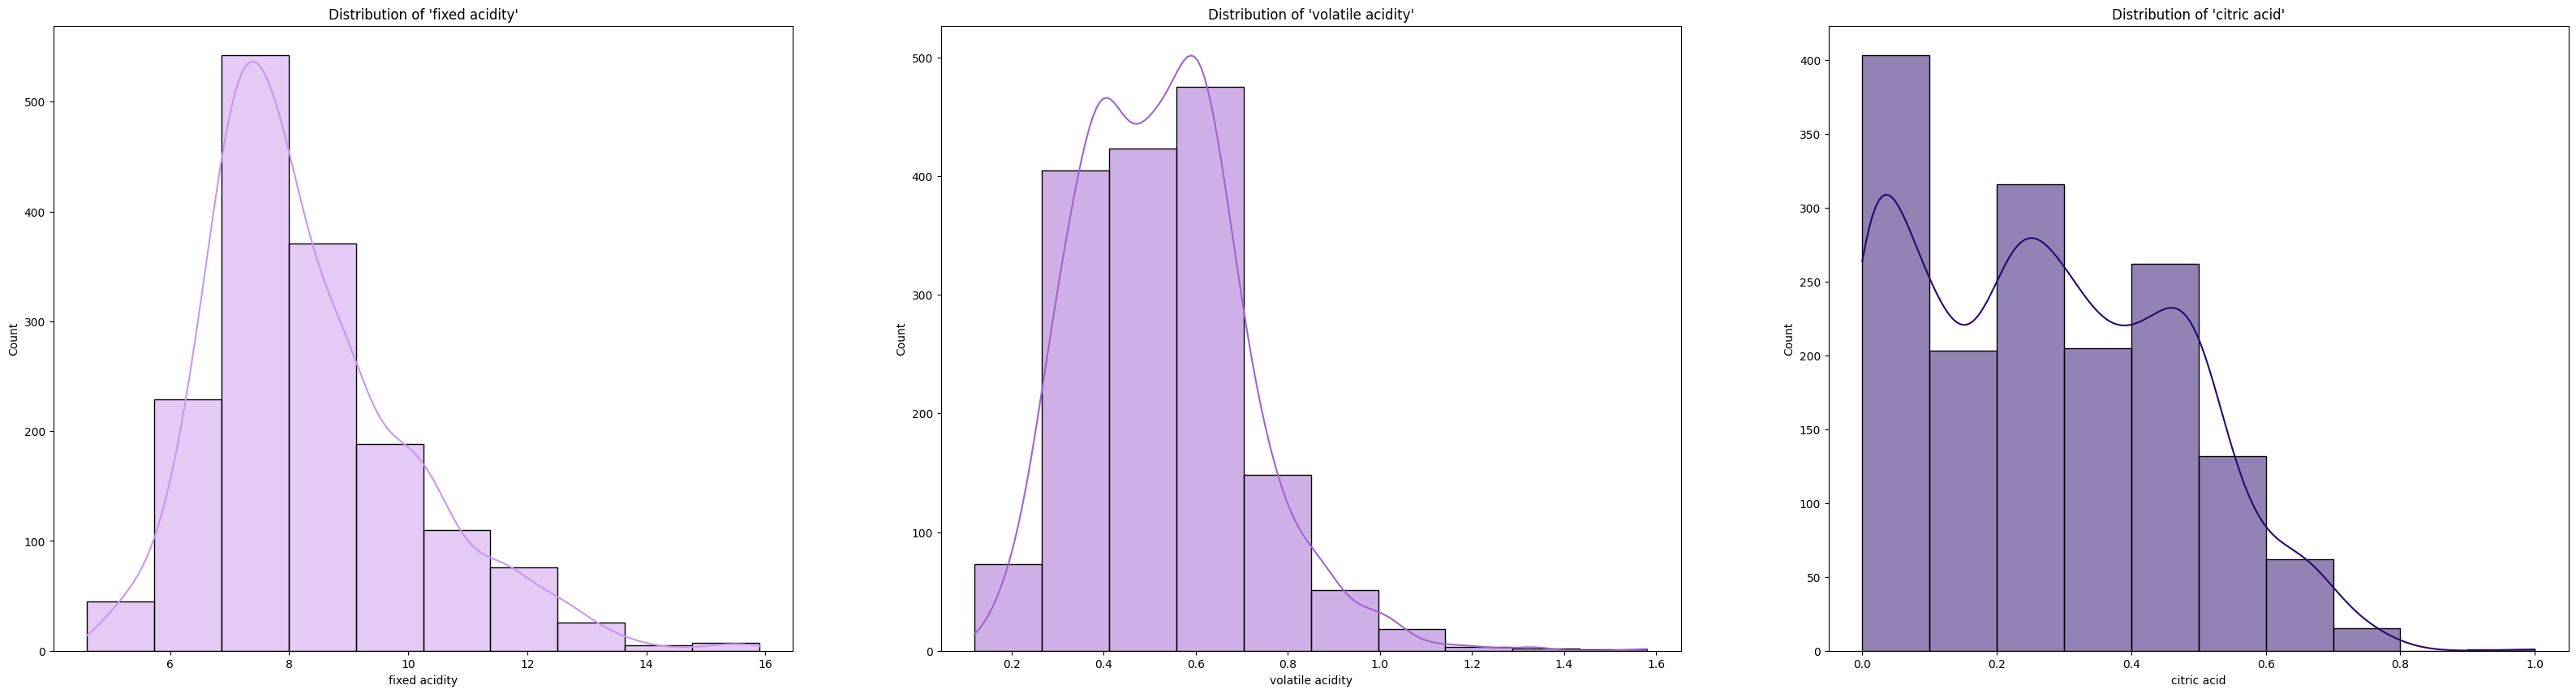 Distribution of 'fixed acidity'
Count
500
400
300
200
100
0
6 8 10 12 14 16
fixed acidity
Distribution of 'volatile acidity'
Count
500
400
300
200
100
0
0.2 0.4 0.6 0.8 1.0 1.2 1.4 1.6
volatile acidity
Distribution of 'citric acid'
Count
400
350
300
250
200
150
100
50
0
0.0 0.2 0.4 0.6 0.8 1.0
citric acid